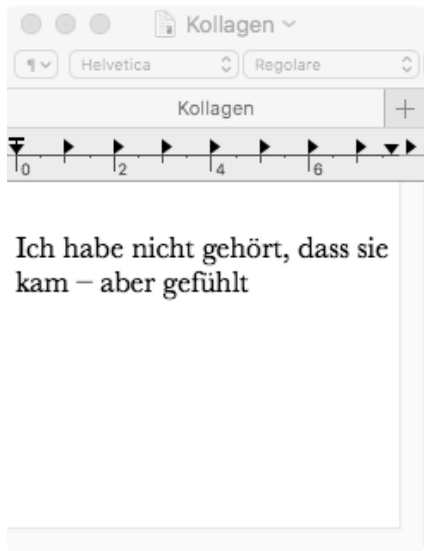 Kollagen
¶ Helvetica Regolare
Kollagen +
0 2 4 6
Ich habe nicht gehört, dass sie
kam – aber gefühlt